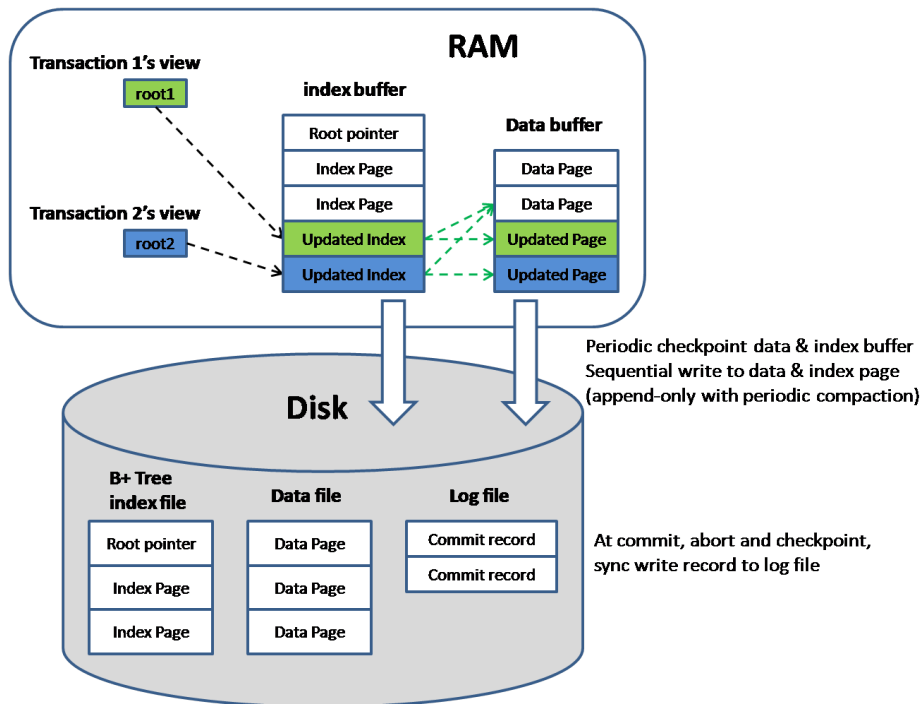 RAM
Transaction 1's view
root1
index buffer
Root pointer
Index Page
Index Page
Updated Index
Updated Index
Data buffer
Data Page
Data Page
Updated Page
Updated Page
Transaction 2's view
root2
Periodic checkpoint data & index buffer
Sequential write to data & index page
(append-only with periodic compaction)
Disk
B+ Tree
index file
Root pointer
Index Page
Index Page
Data file
Data Page
Data Page
Data Page
Log file
Commit record
Commit record
At commit, abort and checkpoint,
sync write record to log file